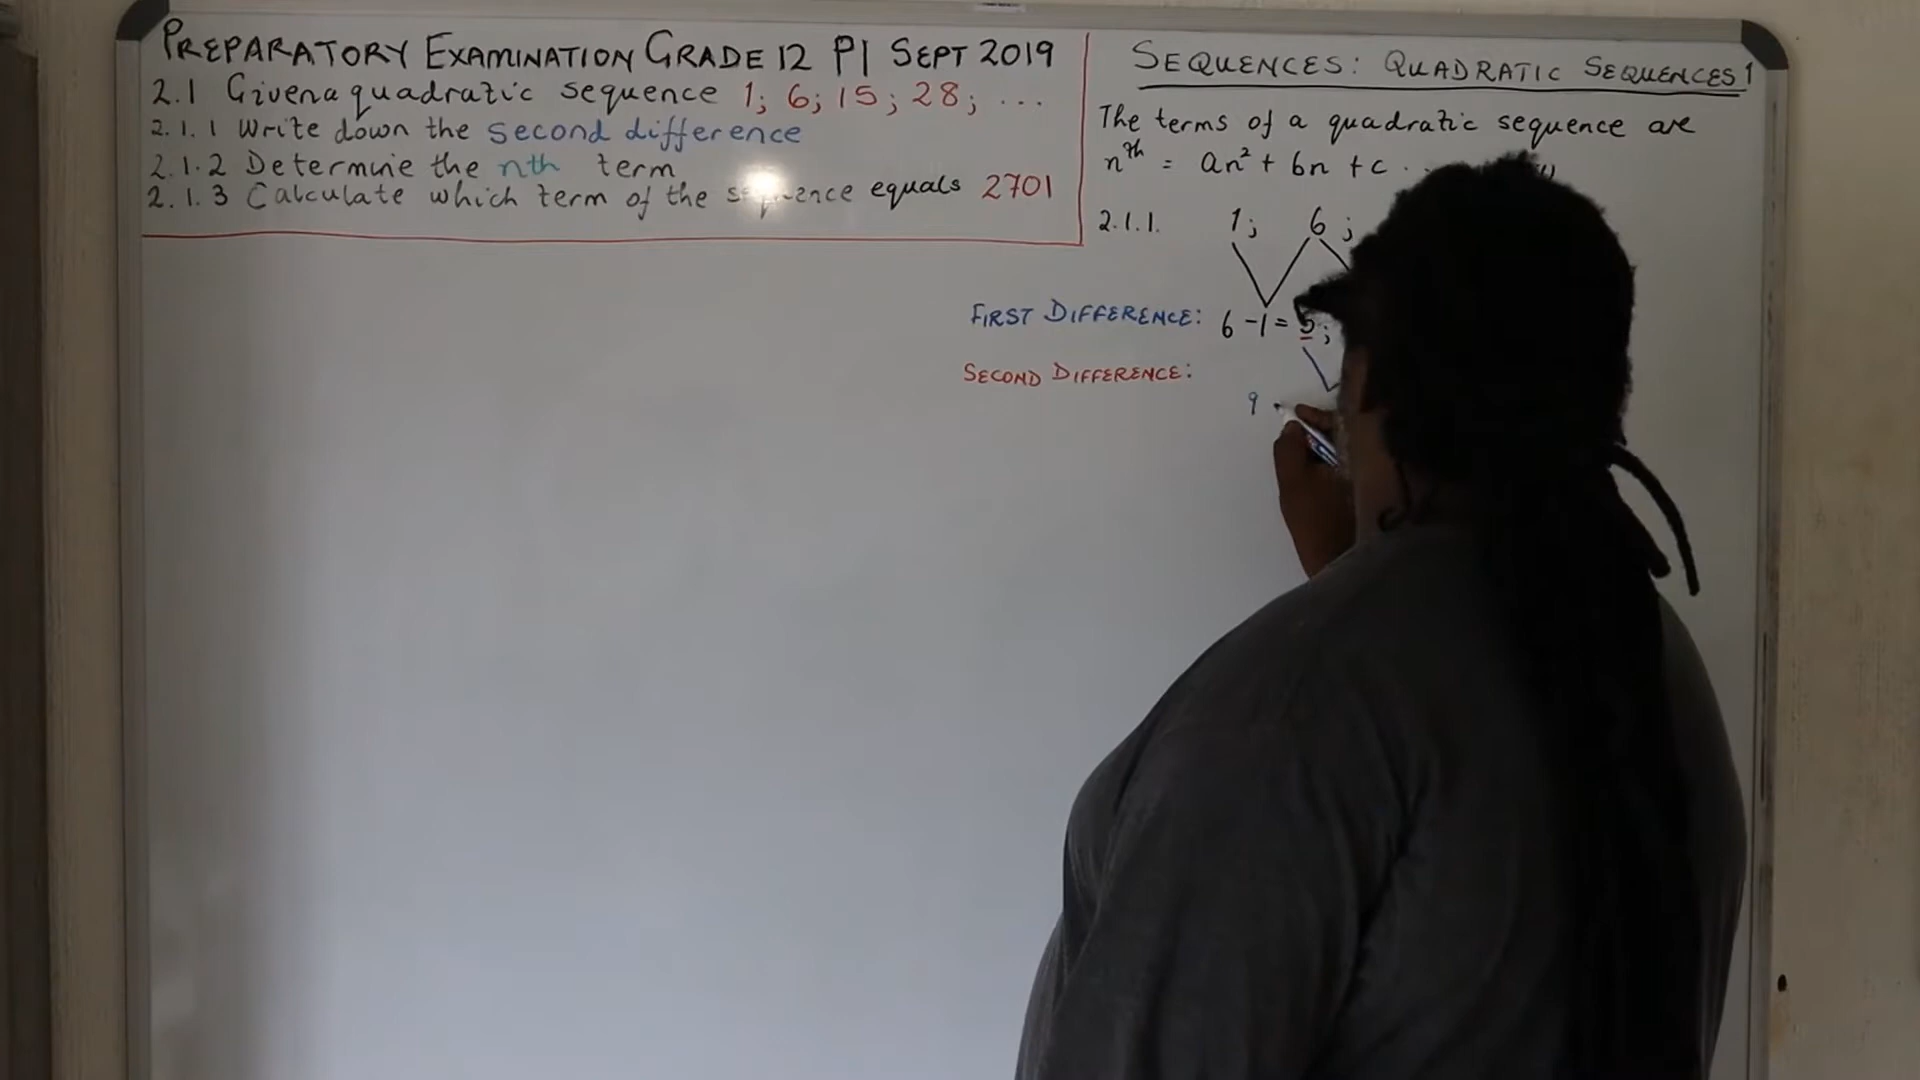 PREPARATORY EXAMINATION GRADE 12 P1 SEPT 2019
2.1 Given a quadratic sequence 1; 6; 15; 28; ...
2.1.1 Write down the second difference
2.1.2 Determine the nth term
2.1.3 Calculate which term of the sequence equals 2701
SEQUENCES: QUADRATIC SEQUENCES 1
The terms of a quadratic sequence are
nth = an² + bn + c . .
2.1.1. 1; 6;
FIRST DIFFERENCE: 6 - 1 = 5;
SECOND DIFFERENCE:
9